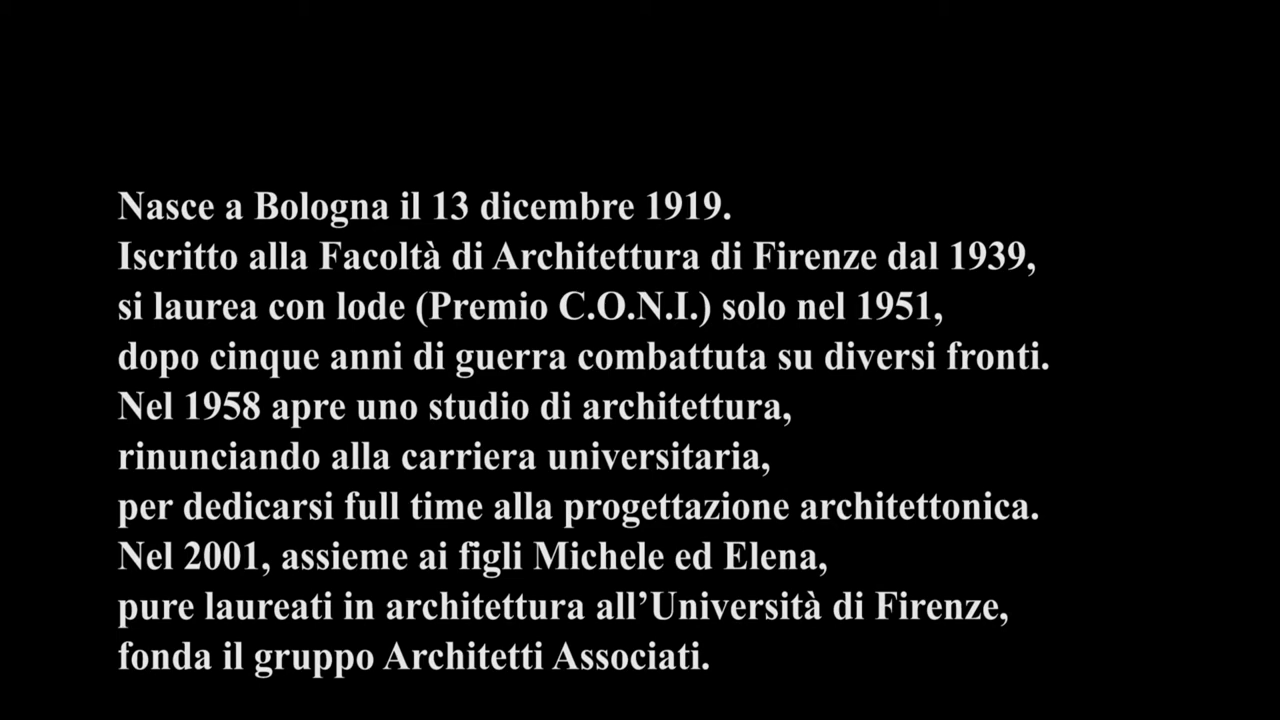 Nasce a Bologna il 13 dicembre 1919.
Iscritto alla Facoltà di Architettura di Firenze dal 1939,
si laurea con lode (Premio C.O.N.I.) solo nel 1951,
dopo cinque anni di guerra combattuta su diversi fronti.
Nel 1958 apre uno studio di architettura,
rinunciando alla carriera universitaria,
per dedicarsi full time alla progettazione architettonica.
Nel 2001, assieme ai figli Michele ed Elena,
pure laureati in architettura all’Università di Firenze,
fonda il gruppo Architetti Associati.